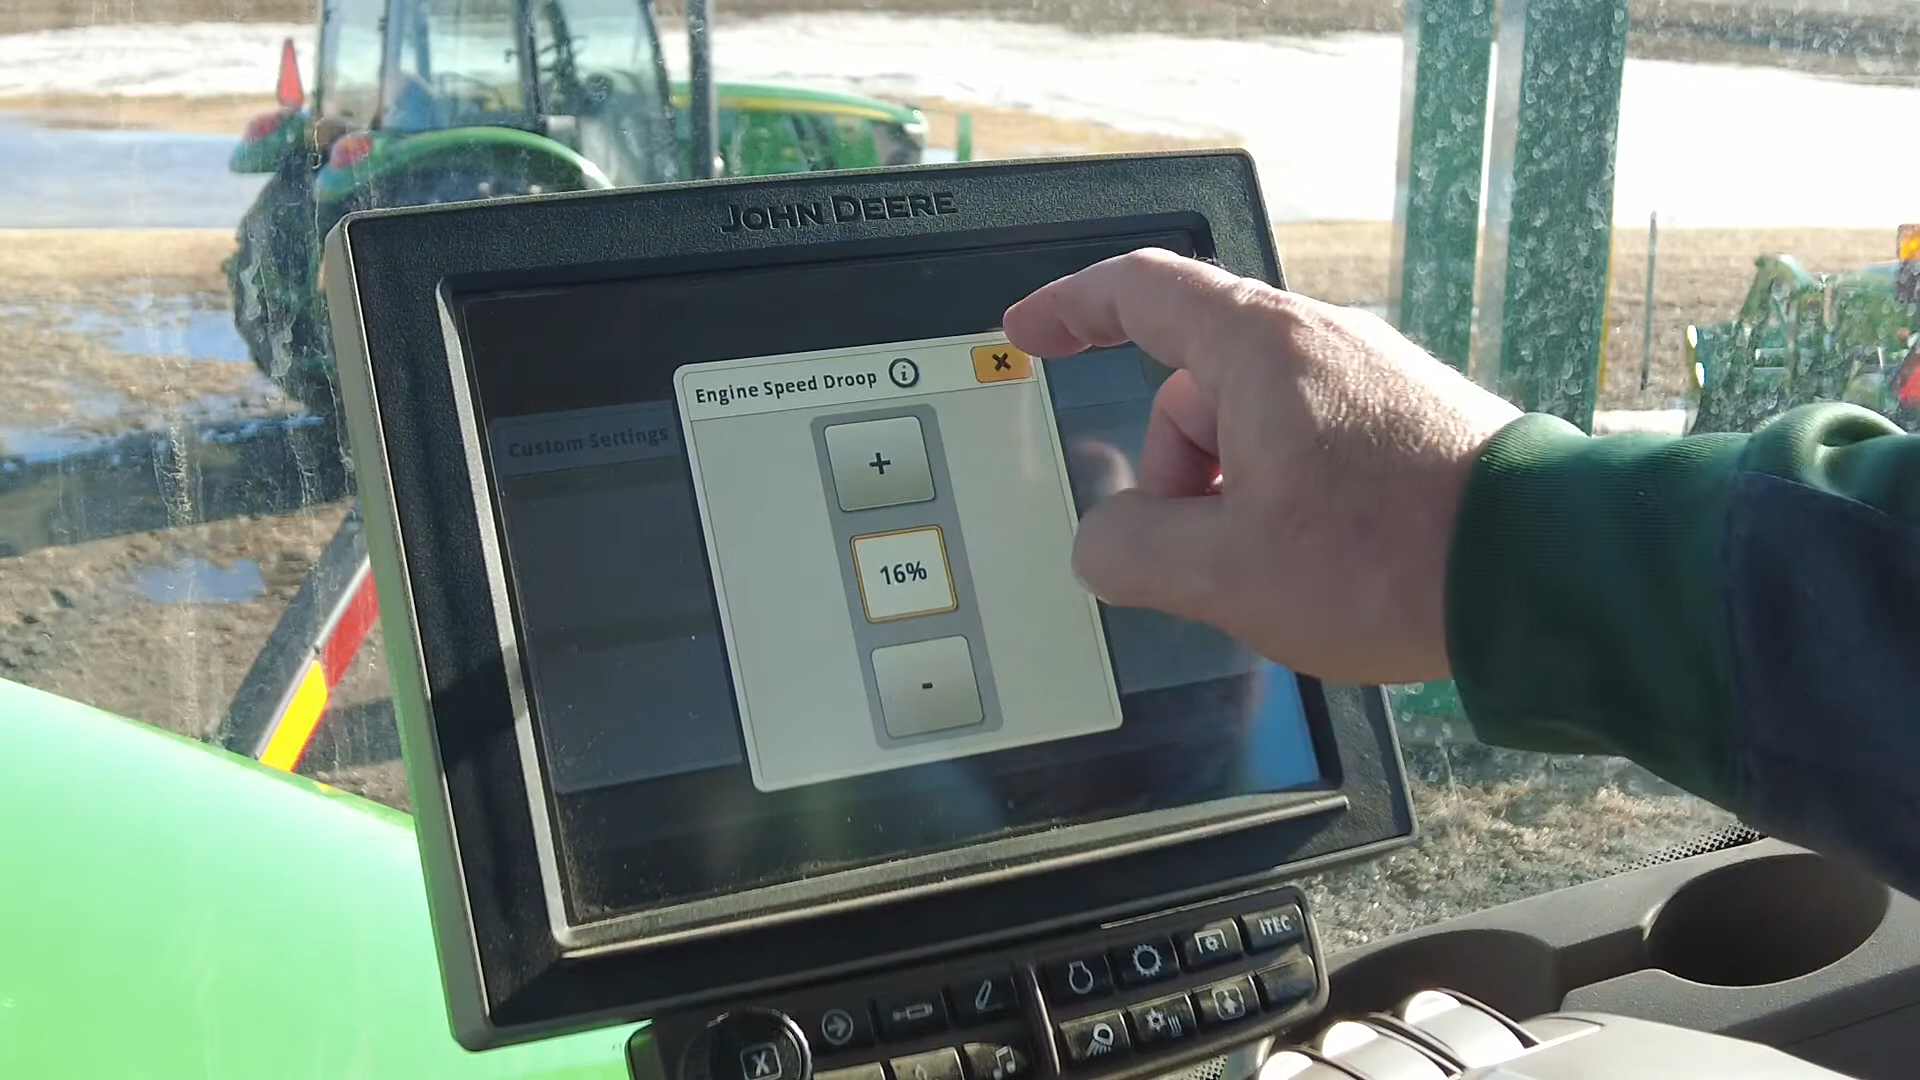 JOHN DEERE
Engine Speed Droop i
Custom Settings
+
16%
-
iTEC
X